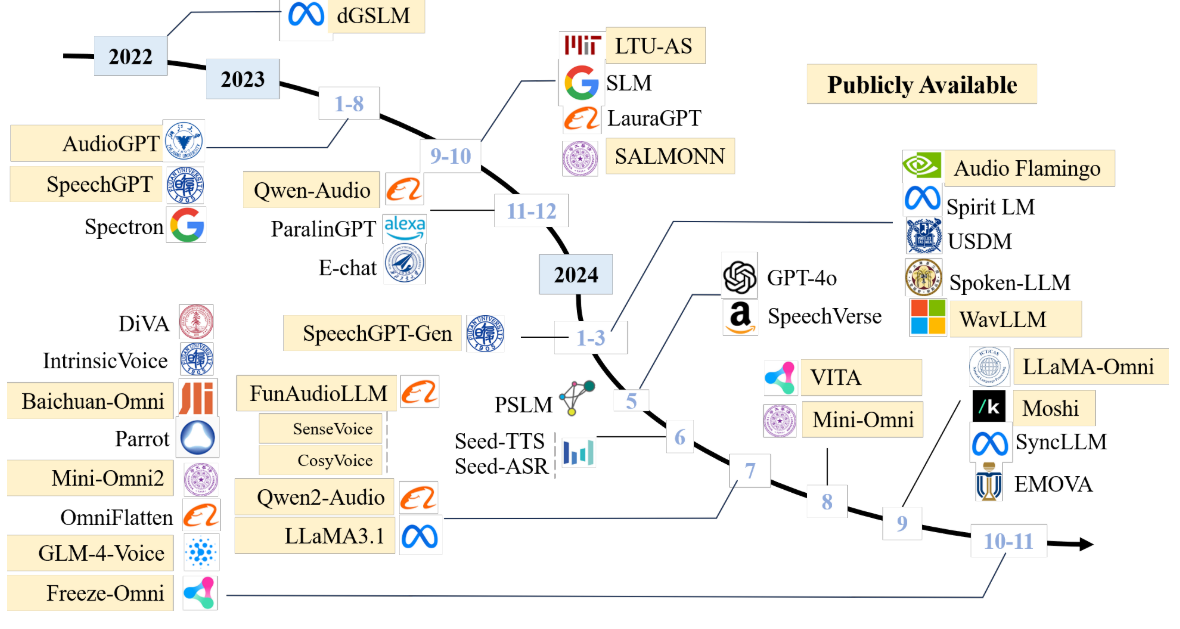 dGSLM
2022
2023
1-8
AudioGPT
SpeechGPT
Spectron
MIT
LTU-AS
SLM
LauraGPT
SALMONN
9-10
Publicly Available
Qwen-Audio
ParalinGPT
alexa
E-chat
11-12
2024
Audio Flamingo
Spirit LM
USDM
Spoken-LLM
WavLLM
SpeechGPT-Gen
1-3
GPT-4o
SpeechVerse
5
DiVA
IntrinsicVoice
Baichuan-Omni
Parrot
Mini-Omni2
OmniFlatten
GLM-4-Voice
Freeze-Omni
FunAudioLLM
SenseVoice
CosyVoice
Qwen2-Audio
LLaMA3.1
PSLM
Seed-TTS
Seed-ASR
6
7
VITA
Mini-Omni
8
LLaMA-Omni
/k
Moshi
SyncLLM
EMOVA
9
10-11